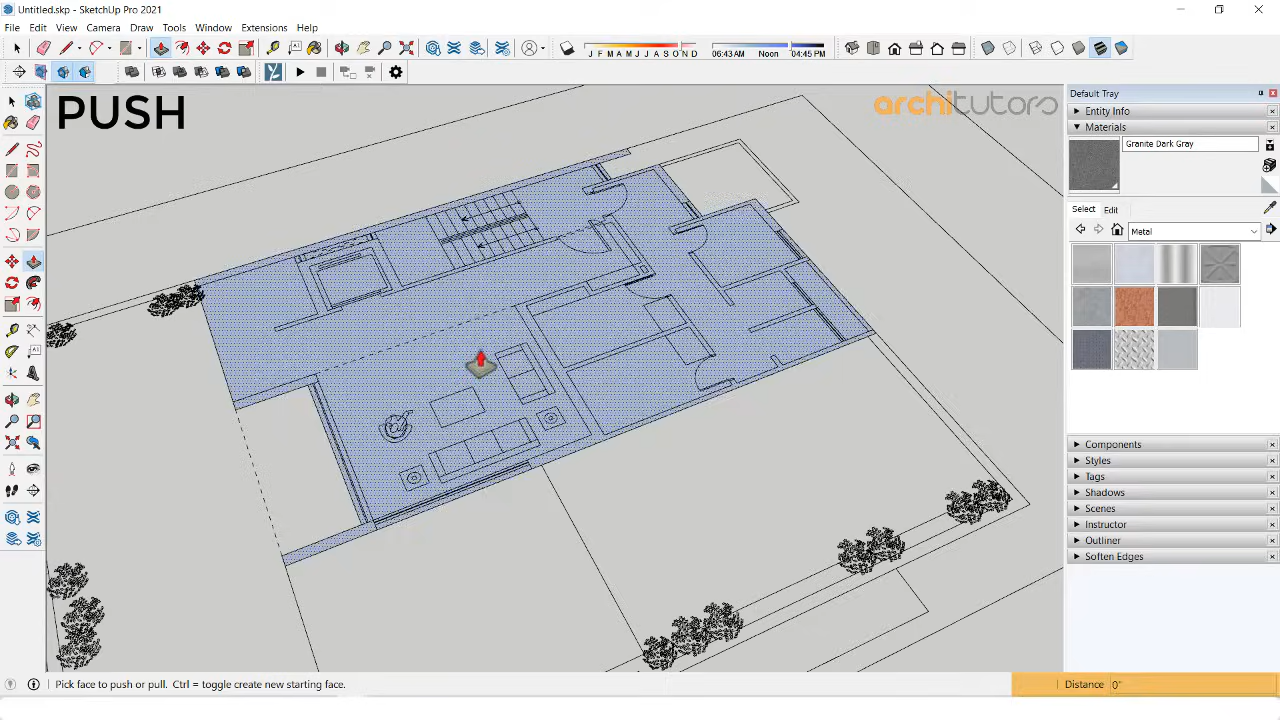 Untitled.skp - SketchUp Pro 2021
File Edit View Camera Draw Tools Window Extensions Help
J F M A M J J A S O N D
06:43 AM Noon 04:45 PM
PUSH
architutors
Default Tray
Entity Info
Materials
Granite Dark Gray
Select Edit
Metal
Components
Styles
Tags
Shadows
Scenes
Instructor
Outliner
Soften Edges
Pick face to push or pull. Ctrl = toggle create new starting face.
Distance 0"